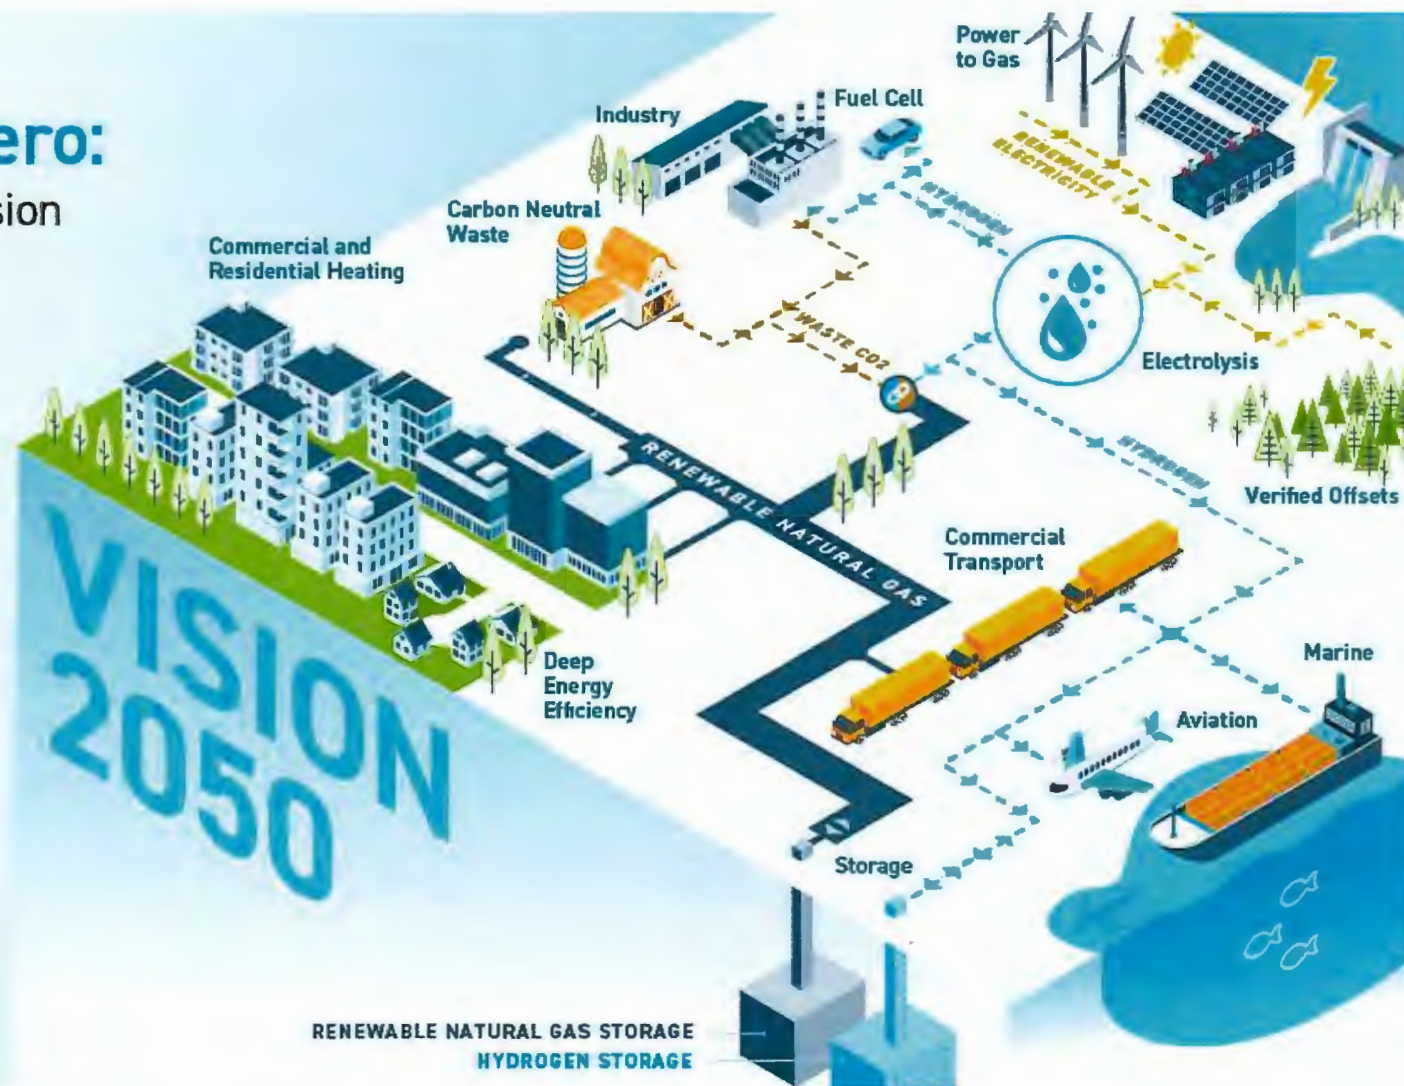 ero:
sion
Power
to Gas
Fuel Cell
Industry
RENEWABLE
ELECTRICITY
Carbon Neutral
Waste
HYDROGEN
Commercial and
Residential Heating
WASTE CO2
Electrolysis
RENEWABLE NATURAL GAS
HYDROGEN
Verified Offsets
Commercial
Transport
VISION
2050
Deep
Energy
Efficiency
Marine
Aviation
Storage
RENEWABLE NATURAL GAS STORAGE
HYDROGEN STORAGE